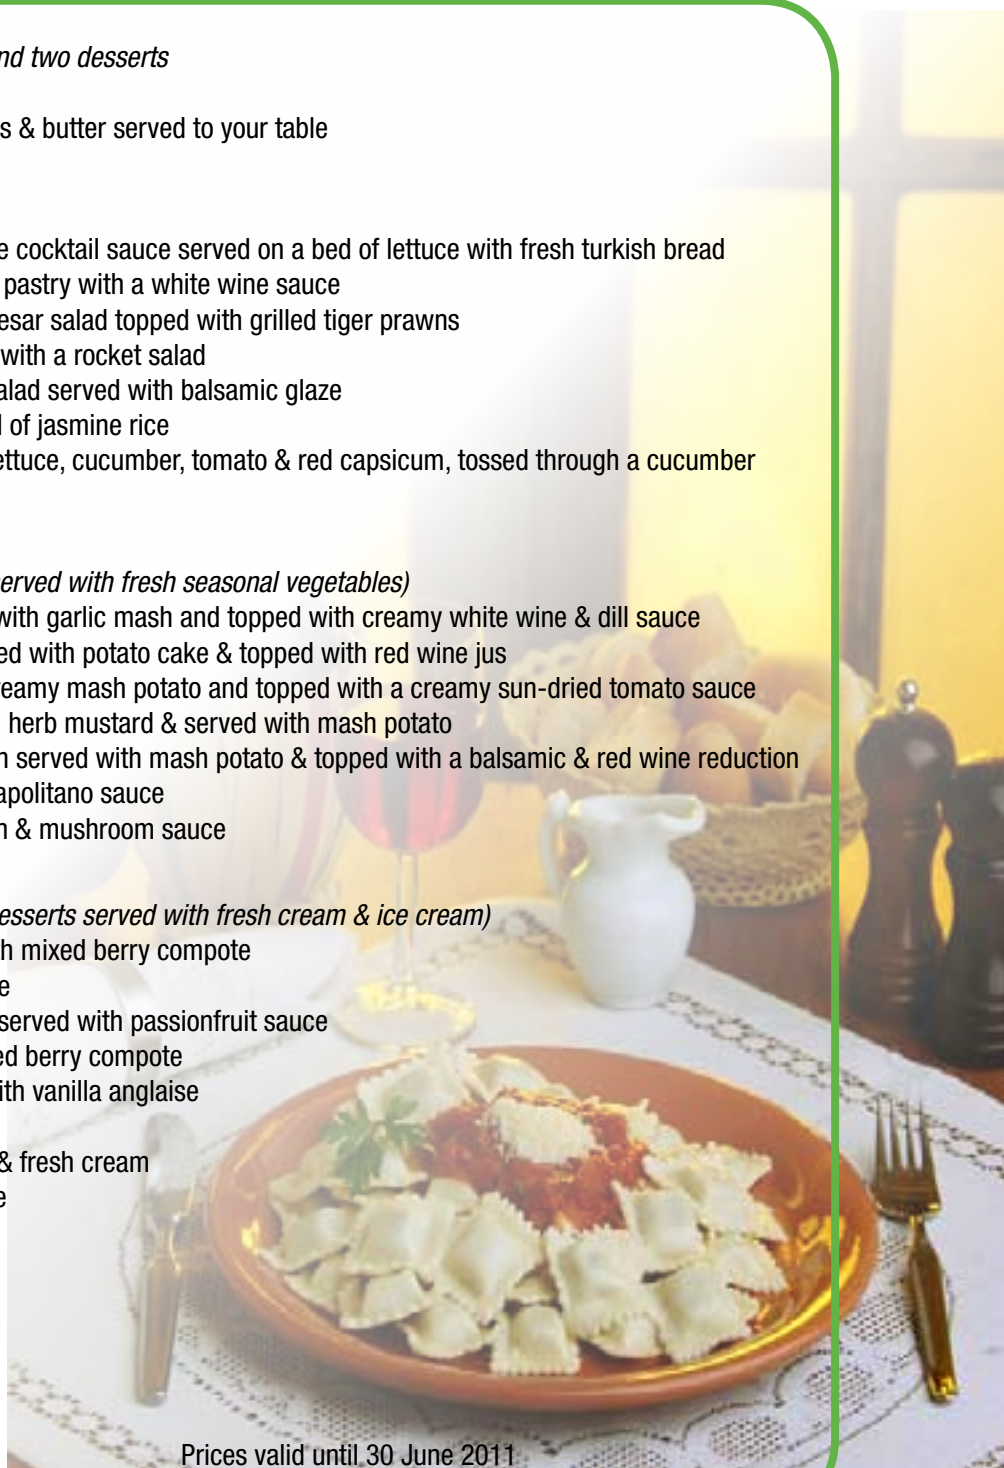 nd two desserts
s & butter served to your table
e cocktail sauce served on a bed of lettuce with fresh turkish bread
pastry with a white wine sauce
esar salad topped with grilled tiger prawns
with a rocket salad
alad served with balsamic glaze
l of jasmine rice
ettuce, cucumber, tomato & red capsicum, tossed through a cucumber
erved with fresh seasonal vegetables)
with garlic mash and topped with creamy white wine & dill sauce
ed with potato cake & topped with red wine jus
reamy mash potato and topped with a creamy sun-dried tomato sauce
herb mustard & served with mash potato
n served with mash potato & topped with a balsamic & red wine reduction
apolitano sauce
n & mushroom sauce
esserts served with fresh cream & ice cream)
h mixed berry compote
e
served with passionfruit sauce
ed berry compote
ith vanilla anglaise
& fresh cream
e
Prices valid until 30 June 2011